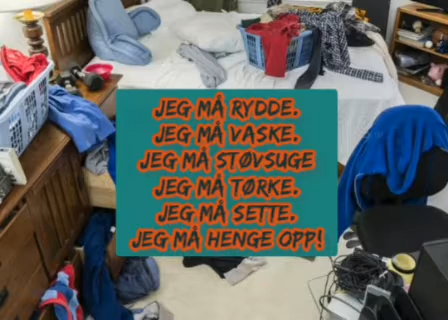 JEG MÅ RYDDE.
JEG MÅ VASKE.
JEG MÅ STØVSUGE
JEG MÅ TØRKE.
JEG MÅ SETTE.
JEG MÅ HENGE OPP!